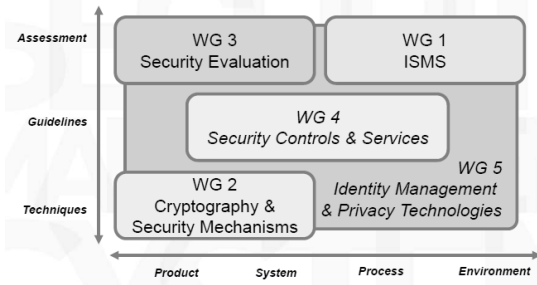 Assessment
WG 3
Security Evaluation
WG 1
ISMS
Guidelines
WG 4
Security Controls & Services
WG 5
Identity Management
& Privacy Technologies
Techniques
WG 2
Cryptography &
Security Mechanisms
Product
System
Process
Environment